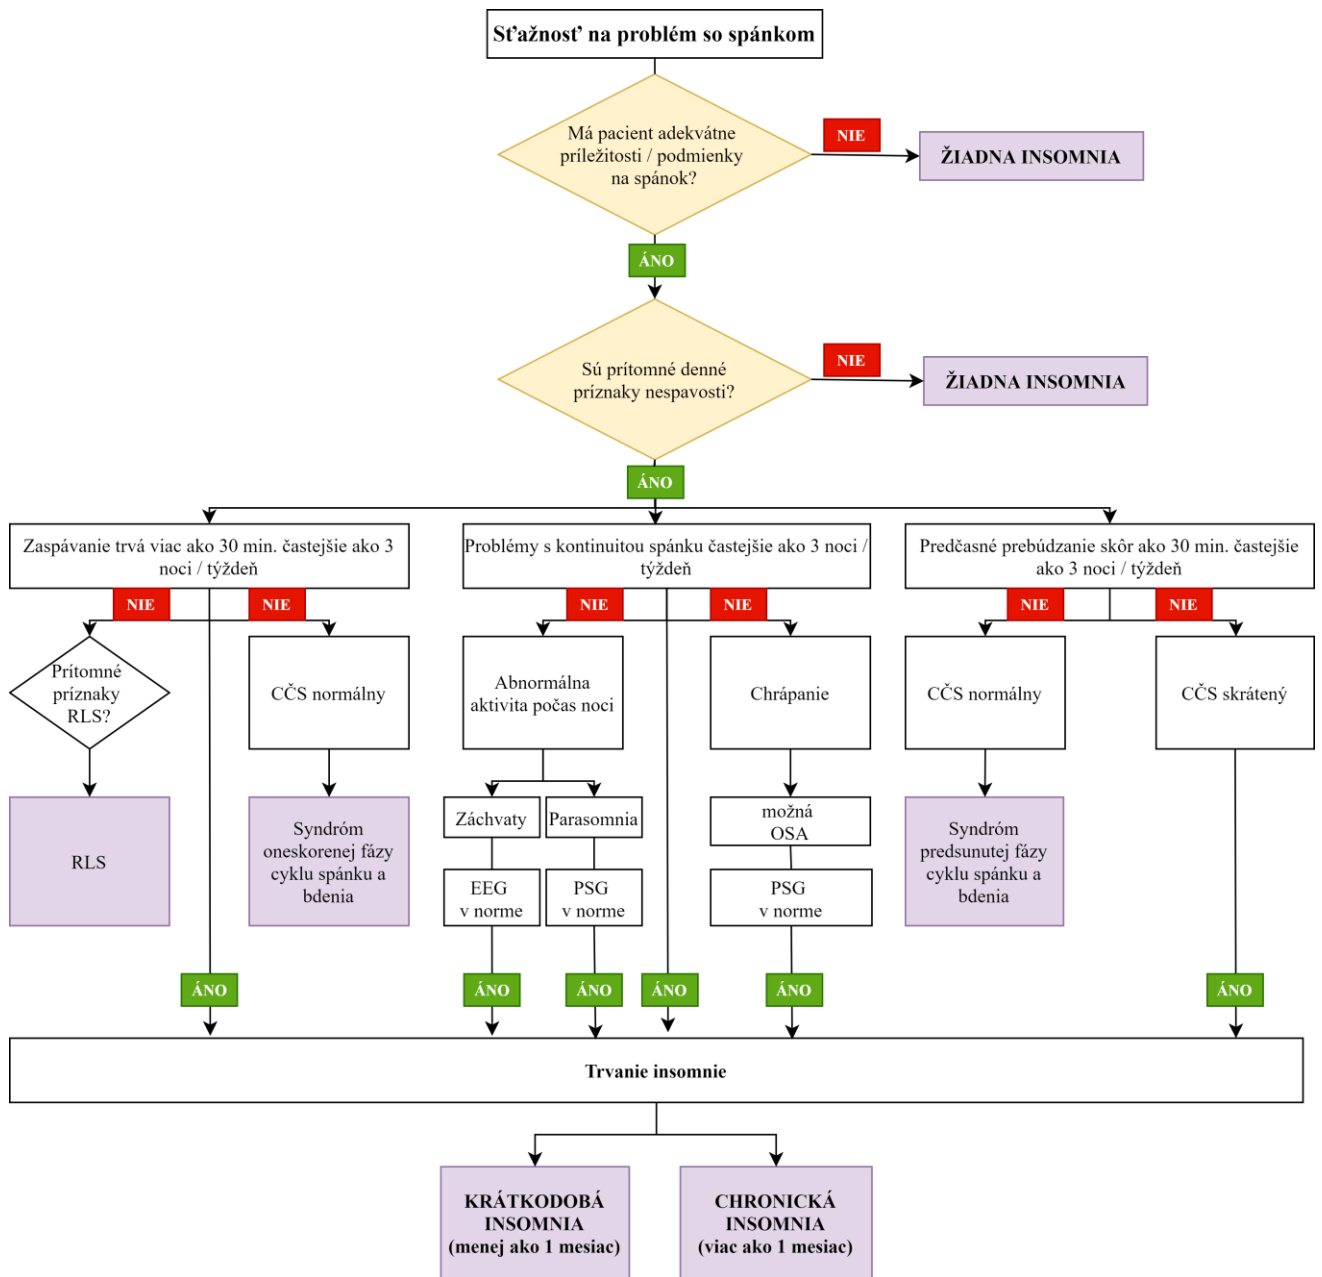 Sťažnosť na problém so spánkom
Má pacient adekvátne
príležitosti / podmienky
na spánok?
NIE
ŽIADNA INSOMNIA
ÁNO
Sú prítomné denné
príznaky nespavosti?
NIE
ŽIADNA INSOMNIA
ÁNO
Zaspávanie trvá viac ako 30 min. častejšie ako 3
noci / týždeň
Problémy s kontinuitou spánku častejšie ako 3 noci /
týždeň
Predčasné prebúdzanie skôr ako 30 min. častejšie
ako 3 noci / týždeň
NIE
NIE
NIE
NIE
NIE
NIE
Prítomné
príznaky
RLS?
CČS normálny
Abnormálna
aktivita počas noci
Chrápanie
CČS normálny
CČS skrátený
RLS
Syndróm
oneskorenej fázy
cyklu spánku a
bdenia
Záchvaty
Parasomnia
možná
OSA
Syndróm
predsunutej fázy
cyklu spánku a
bdenia
EEG
v norme
PSG
v norme
PSG
v norme
ÁNO
ÁNO
ÁNO
ÁNO
ÁNO
ÁNO
Trvanie insomnie
KRÁTKODOBÁ
INSOMNIA
(menej ako 1 mesiac)
CHRONICKÁ
INSOMNIA
(viac ako 1 mesiac)